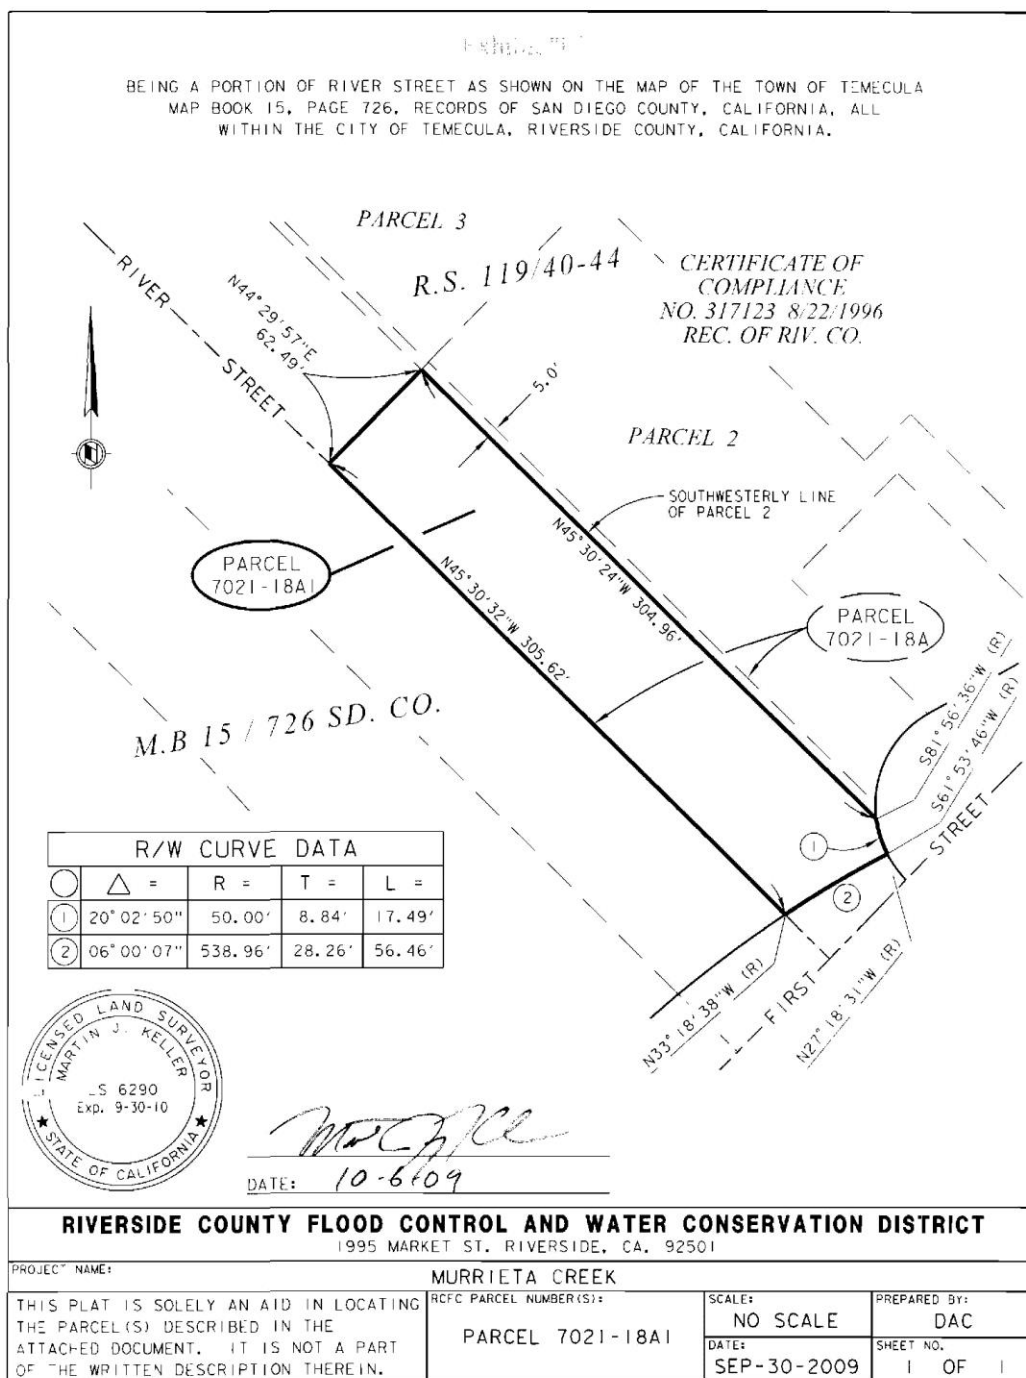 BEING A PORTION OF RIVER STREET AS SHOWN ON THE MAP OF THE TOWN OF TEMECULA
MAP BOOK 15, PAGE 726, RECORDS OF SAN DIEGO COUNTY, CALIFORNIA, ALL
WITHIN THE CITY OF TEMECULA, RIVERSIDE COUNTY, CALIFORNIA.
PARCEL 3
R.S. 119/40-44
CERTIFICATE OF
COMPLIANCE
NO. 317123 8/22/1996
REC. OF RIV. CO.
RIVER STREET
N44°29'57"E
62.49'
5.0'
PARCEL 2
SOUTHWESTERLY LINE
OF PARCEL 2
N45°30'24"W 304.96'
PARCEL
7021-18A1
N45°30'32"W 305.62'
PARCEL
7021-18A
S81°56'36"W (R)
S61°53'46"W (R)
M.B 15 / 726 SD. CO.
1
2
FIRST STREET
N33°18'38"W (R)
N27°18'31"W (R)
R/W CURVE DATA
△ = R = T = L =
1 20°02'50" 50.00' 8.84' 17.49'
2 06°00'07" 538.96' 28.26' 56.46'
LICENSED LAND SURVEYOR
MARTIN J. KELLER
LS 6290
Exp. 9-30-10
STATE OF CALIFORNIA
DATE: 10-6-09
RIVERSIDE COUNTY FLOOD CONTROL AND WATER CONSERVATION DISTRICT
1995 MARKET ST. RIVERSIDE, CA. 92501
PROJECT NAME:
MURRIETA CREEK
THIS PLAT IS SOLELY AN AID IN LOCATING
THE PARCEL(S) DESCRIBED IN THE
ATTACHED DOCUMENT. IT IS NOT A PART
OF THE WRITTEN DESCRIPTION THEREIN.
RCFC PARCEL NUMBER(S):
PARCEL 7021-18A1
SCALE:
NO SCALE
PREPARED BY:
DAC
DATE:
SEP-30-2009
SHEET NO.
1 OF 1